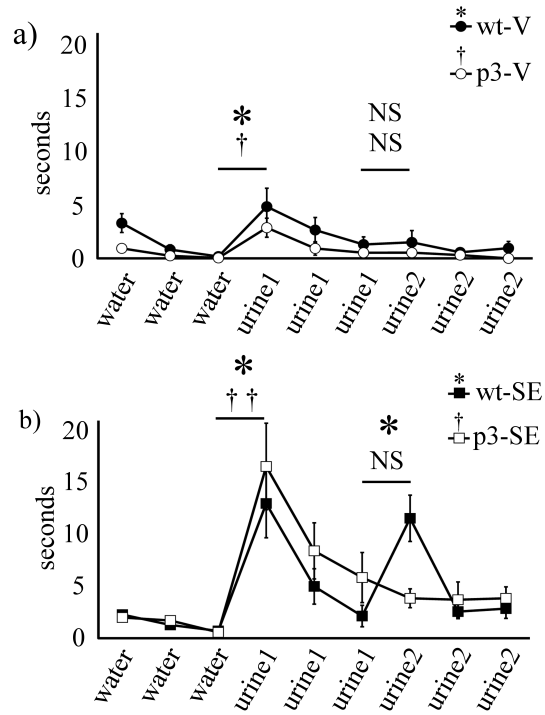 a)
seconds
20
15
10
5
0
*
wt-V
†
p3-V
*
†
NS
NS
water
water
water
urine1
urine1
urine1
urine2
urine2
urine2
b)
seconds
20
15
10
5
0
*
wt-SE
†
p3-SE
*
† †
*
NS
water
water
water
urine1
urine1
urine1
urine2
urine2
urine2